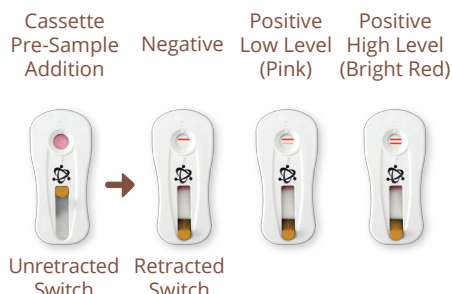 Cassette
Pre-Sample
Addition
Negative
Positive
Low Level
(Pink)
Positive
High Level
(Bright Red)
Unretracted
Switch
Retracted
Switch